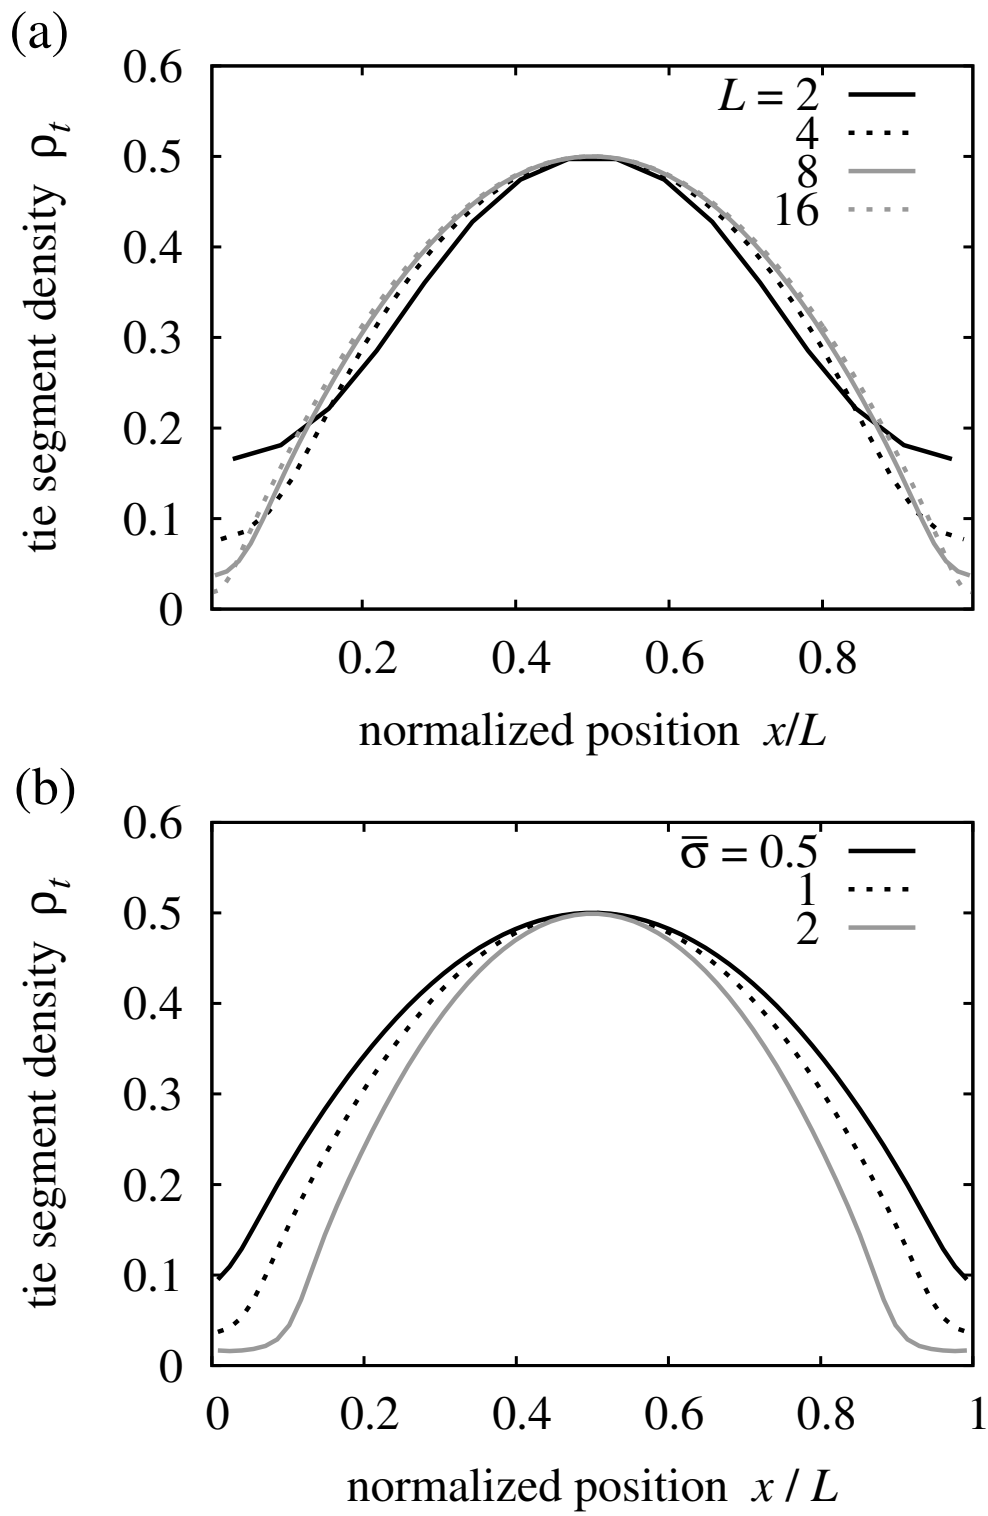 (a)
0.6
0.5
0.4
0.3
0.2
0.1
0
tie segment density ρt
L = 2
4
8
16
0.2 0.4 0.6 0.8
normalized position x/L
(b)
0.6
0.5
0.4
0.3
0.2
0.1
0
tie segment density ρt
σ̅ = 0.5
1
2
0 0.2 0.4 0.6 0.8 1
normalized position x / L